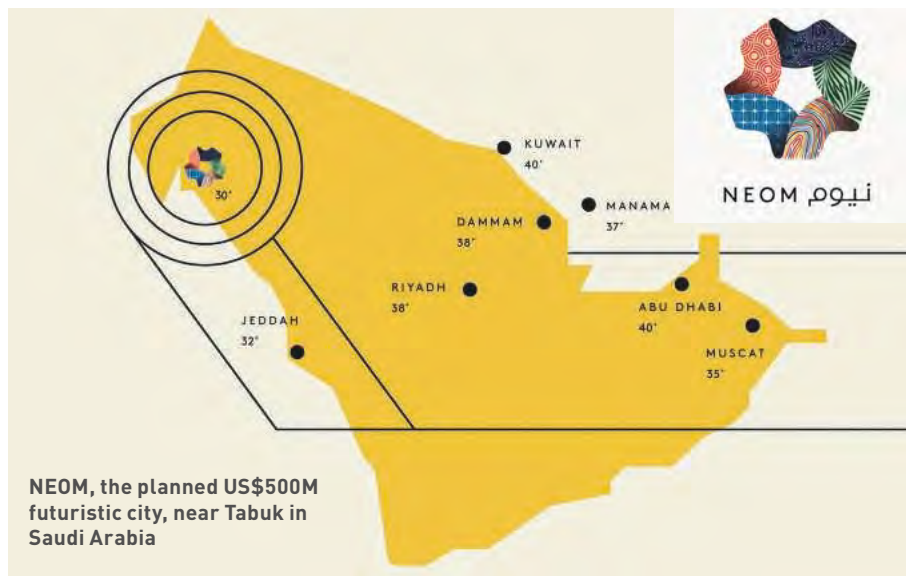 NEOM نيوم
KUWAIT
40°
MANAMA
37°
DAMMAM
38°
30°
RIYADH
38°
ABU DHABI
40°
JEDDAH
32°
MUSCAT
35°
NEOM, the planned US$500M
futuristic city, near Tabuk in
Saudi Arabia